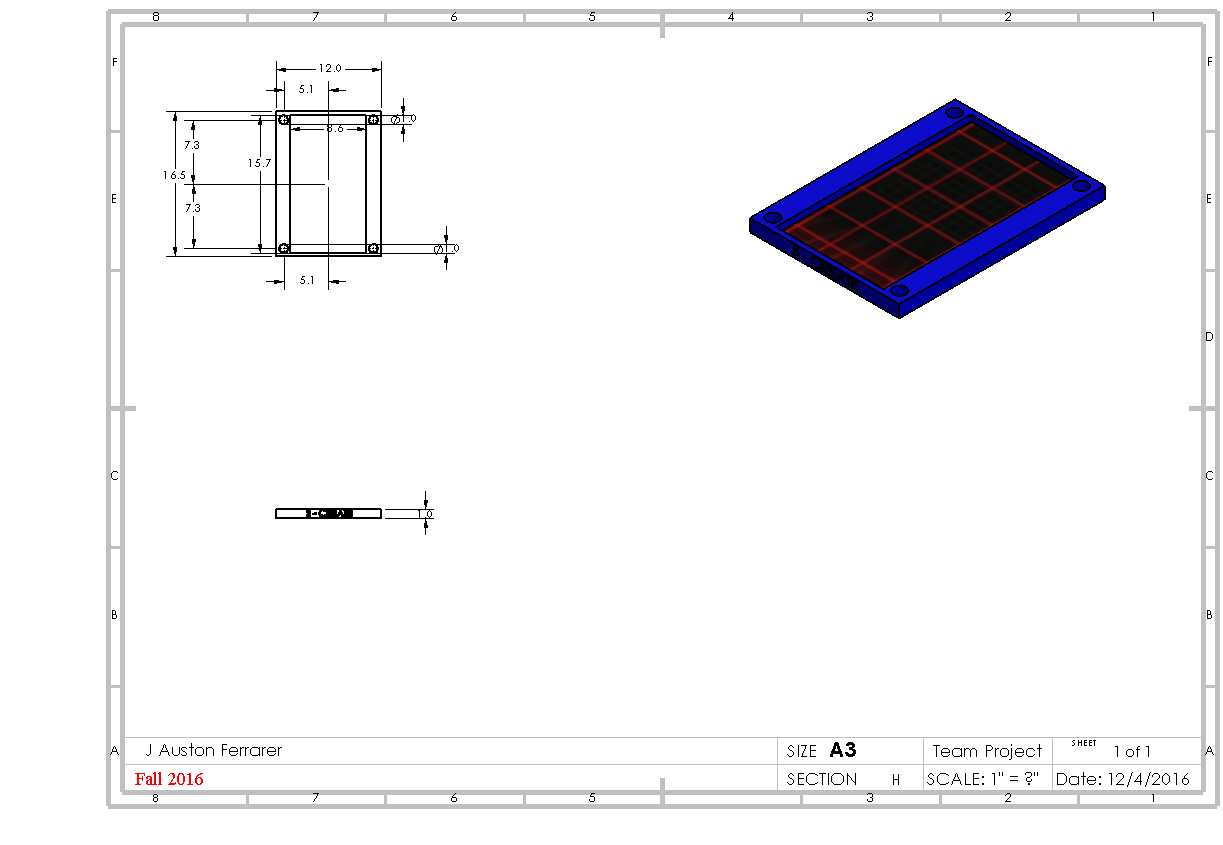 8 7 6 5 4 3 2 1
F F
12.0
5.1
Ø1.0
8.6
7.3
15.7
16.5
E E
7.3
Ø1.0
5.1
D
C C
B B
A J Auston Ferrarer SIZE A3 Team Project SHEET 1 of 1 A
Fall 2016 SECTION H SCALE: 1" = ?" Date: 12/4/2016
8 7 6 5 3 2 1